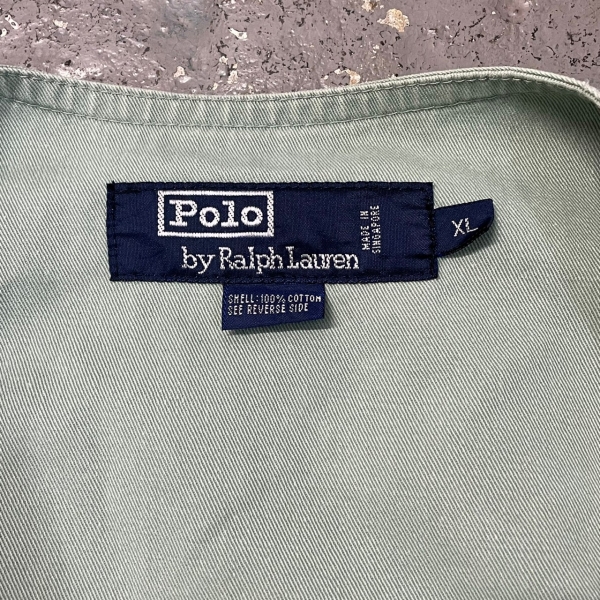 Polo
by Ralph Lauren
MADE IN
SINGAPORE
XL
SHELL: 100% COTTON
SEE REVERSE SIDE